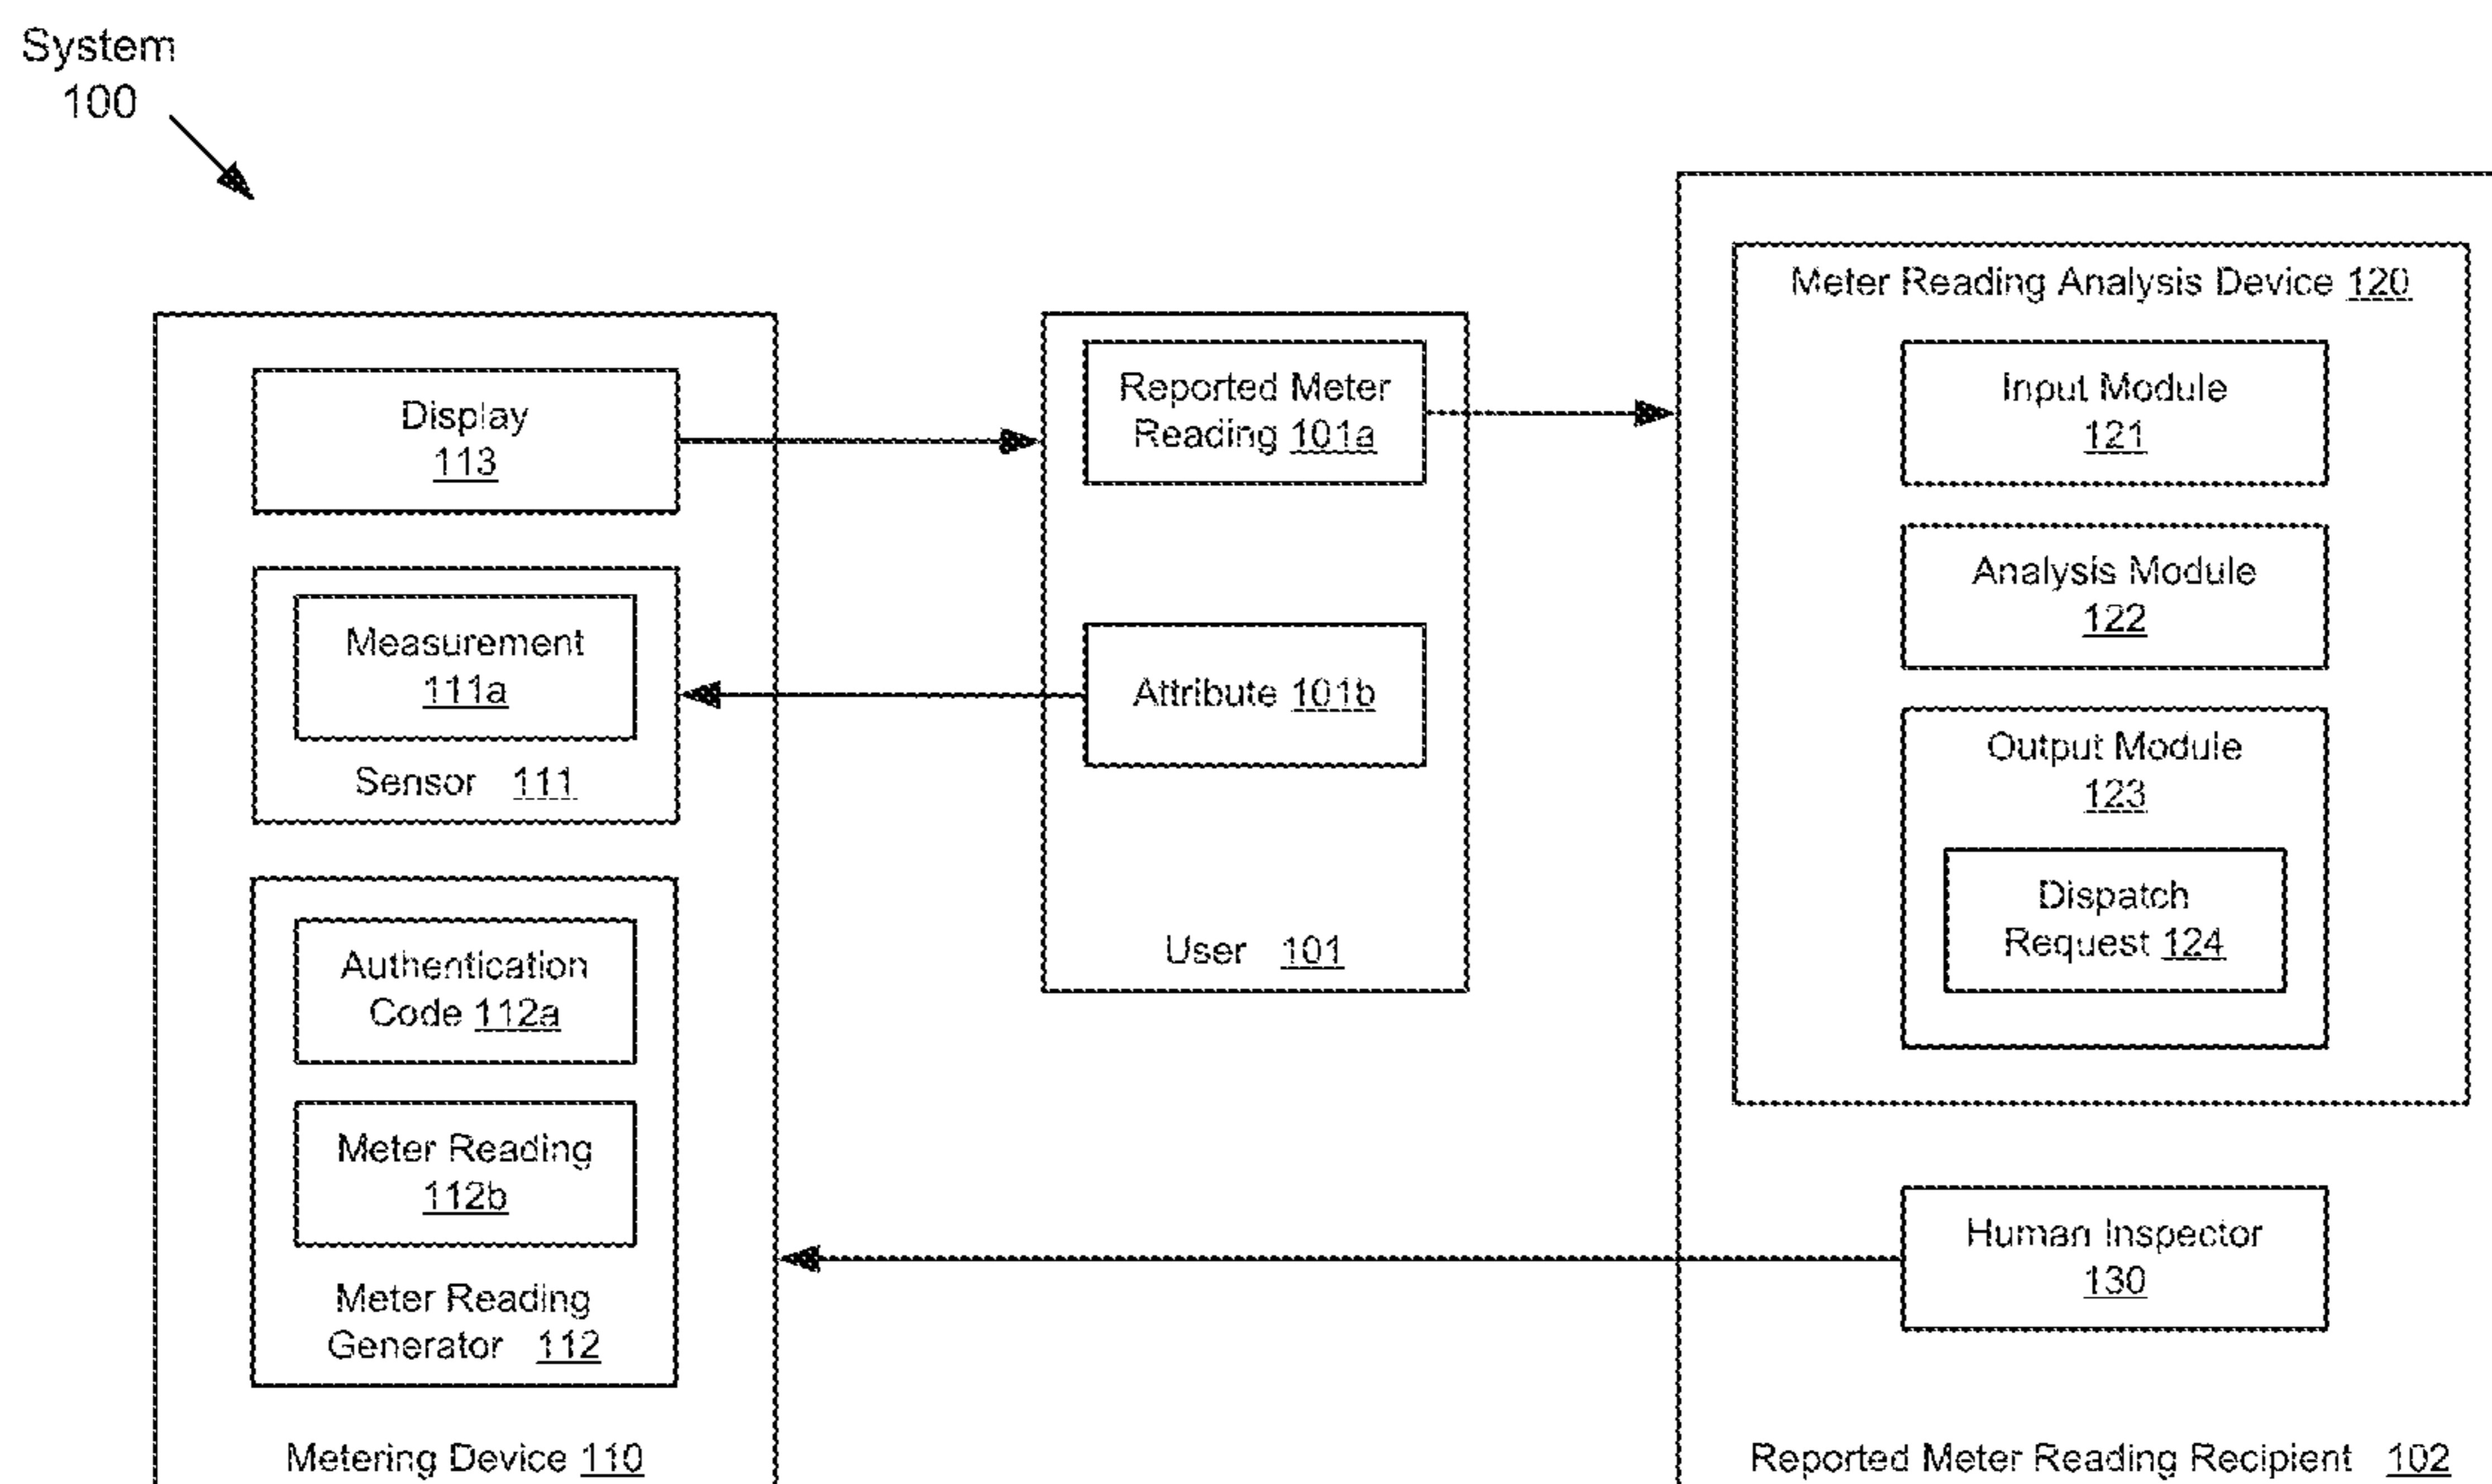 System
100
Display
113
Measurement
111a
Sensor 111
Authentication
Code 112a
Meter Reading
112b
Meter Reading
Generator 112
Metering Device 110
Reported Meter
Reading 101a
Attribute 101b
User 101
Meter Reading Analysis Device 120
Input Module
121
Analysis Module
122
Output Module
123
Dispatch
Request 124
Human Inspector
130
Reported Meter Reading Recipient 102